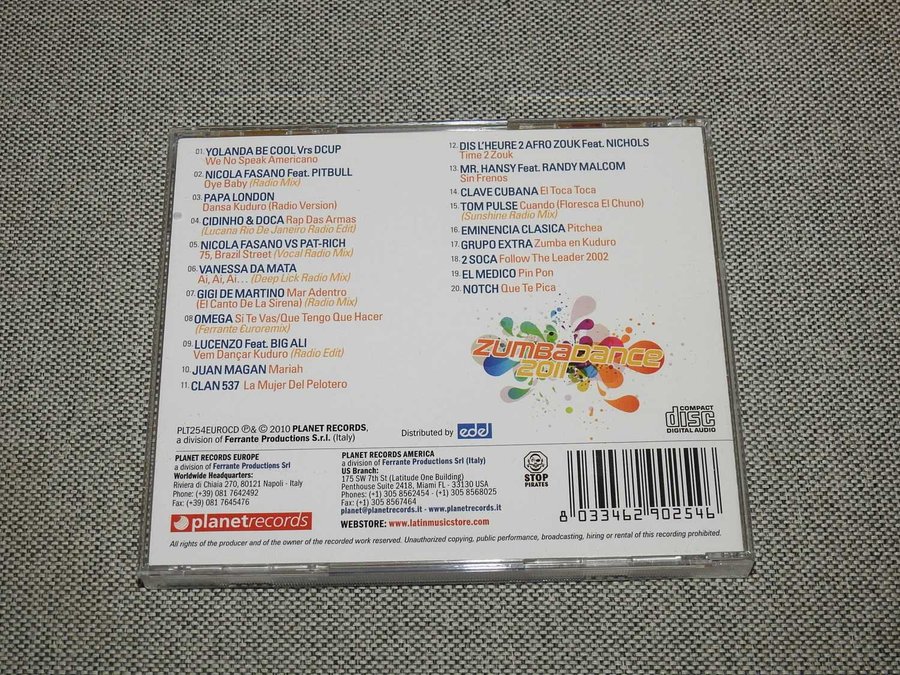 01. YOLANDA BE COOL Vrs DCUP
We No Speak Americano
02. NICOLA FASANO Feat. PITBULL
Oye Baby (Radio Mix)
03. PAPA LONDON
Dansa Kuduro (Radio Version)
04. CIDINHO & DOCA Rap Das Armas
(Lucana Rio De Janeiro Radio Edit)
05. NICOLA FASANO VS PAT-RICH
75, Brazil Street (Vocal Radio Mix)
06. VANESSA DA MATA
Ai, Ai, Ai... (Deep Lick Radio Mix)
07. GIGI DE MARTINO Mar Adentro
(El Canto De La Sirena) (Radio Mix)
08 OMEGA Si Te Vas/Que Tengo Que Hacer
(Ferrante €uroremix)
09. LUCENZO Feat. BIG ALI
Vem Dançar Kuduro (Radio Edit)
10. JUAN MAGAN Mariah
11. CLAN 537 La Mujer Del Pelotero
12. DIS L'HEURE 2 AFRO ZOUK Feat. NICHOLS
Time 2 Zouk
13. MR. HANSY Feat. RANDY MALCOM
Sin Frenos
14. CLAVE CUBANA El Toca Toca
15. TOM PULSE Cuando (Floresca El Chuno)
(Sunshine Radio Mix)
16. EMINENCIA CLASICA Pitchea
17. GRUPO EXTRA Zumba en Kuduro
18. 2 SOCA Follow The Leader 2002
19. EL MEDICO Pin Pon
20. NOTCH Que Te Pica
ZUMBADANCE
2011
COMPACT
disc
DIGITAL AUDIO
PLT254EUROCD ℗& © 2010 PLANET RECORDS,
a division of Ferrante Productions S.r.l. (Italy)
Distributed by edel
PLANET RECORDS EUROPE
a division of Ferrante Productions Srl
Worldwide Headquarters:
Riviera di Chiaia 270, 80121 Napoli - Italy
Phone: (+39) 081 7642492
Fax: (+39) 081 7645476
planetrecords
PLANET RECORDS AMERICA
a division of Ferrante Productions Srl (Italy)
US Branch:
175 SW 7th St (Latitude One Building)
Penthouse Suite 2418, Miami FL - 33130 USA
Phones: (+1) 305 8562454 - (+1) 305 8568025
Fax: (+1) 305 8567464
planet@planetrecords.it - www.planetrecords.it
WEBSTORE: www.latinmusicstore.com
STOP
PIRATES
8 033462 902546
All rights of the producer and of the owner of the recorded work reserved. Unauthorized copying, public performance, broadcasting, hiring or rental of this recording prohibited.